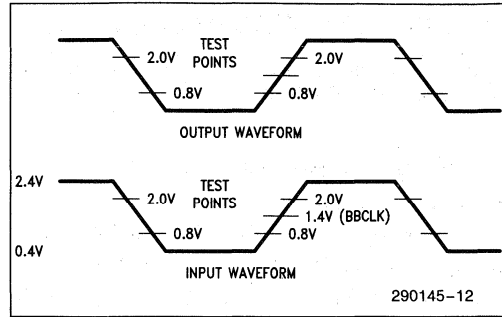 TEST
POINTS
2.0V
2.0V
0.8V
0.8V
OUTPUT WAVEFORM
2.4V
TEST
POINTS
2.0V
2.0V
1.4V (BBCLK)
0.8V
0.8V
0.4V
INPUT WAVEFORM
290145-12